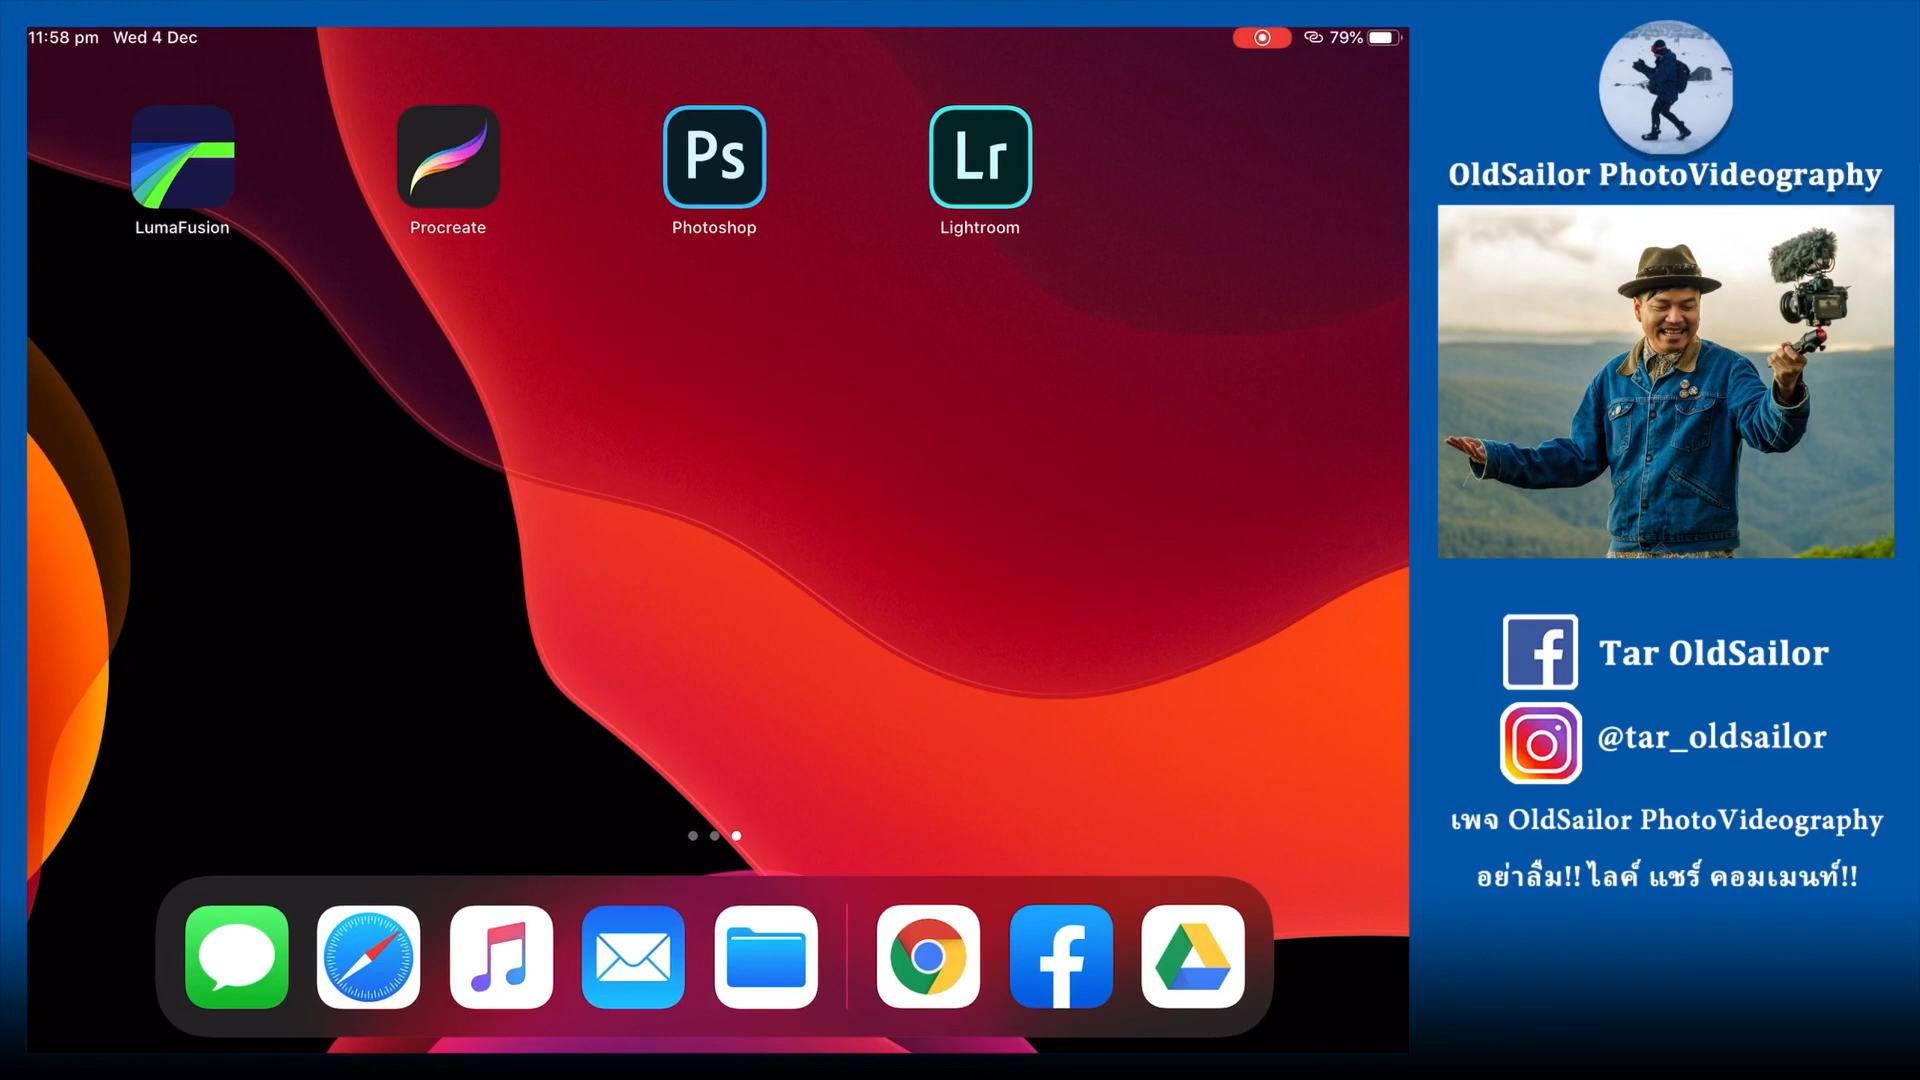 11:58 pm Wed 4 Dec
79%
LumaFusion
Procreate
Ps
Photoshop
Lr
Lightroom
OldSailor PhotoVideography
Tar OldSailor
@tar_oldsailor
เพจ OldSailor PhotoVideography
อย่าลืม!! ไลค์ แชร์ คอมเมนท์!!